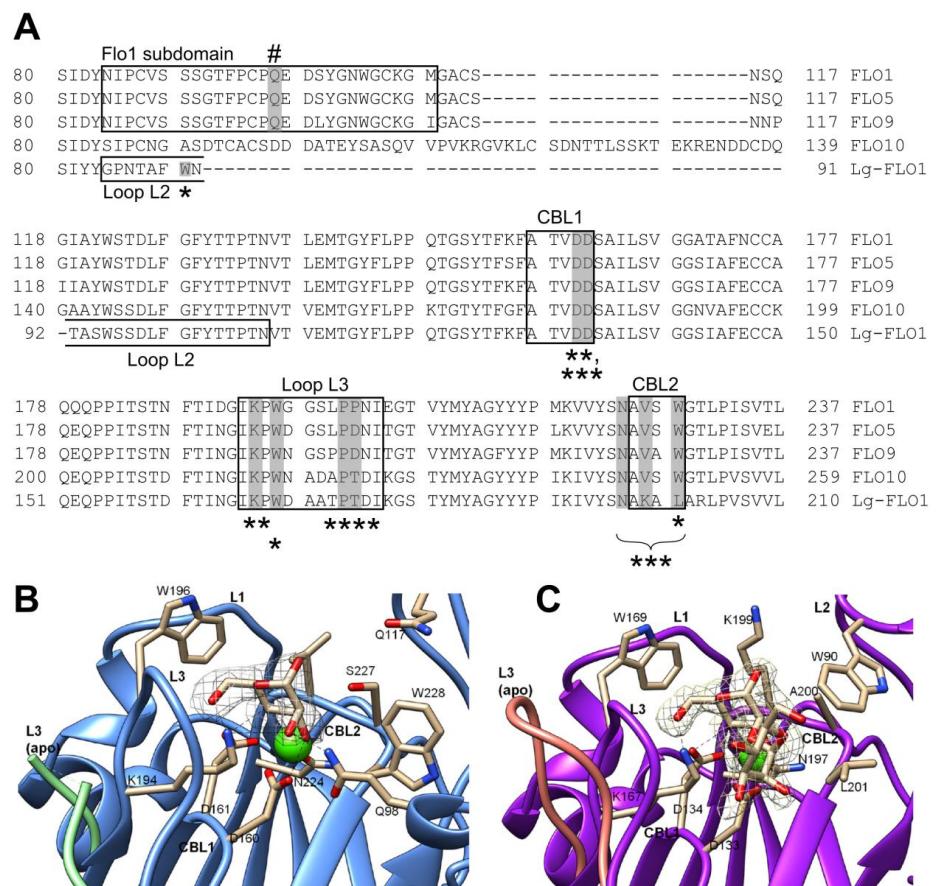 A
Flo1 subdomain #
80 SIDYNIPCVS SSGTFPCPQE DSYGNWGCKG MGACS----- ---------- -------NSQ 117 FLO1
80 SIDYNIPCVS SSGTFPCPQE DSYGNWGCKG MGACS----- ---------- -------NSQ 117 FLO5
80 SIDYNIPCVS SSGTFPCPQE DLYGNWGCKG IGACS----- ---------- -------NNP 117 FLO9
80 SIDYSIPCNG ASDTCACSDD DATEYSASQV VPVKRGVKLC SDNTTLSSKT EKRENDDCDQ 139 FLO10
80 SIYYGPNTAF WN-------- ---------- ---------- ---------- ---------- 91 Lg-FLO1
Loop L2 *
CBL1
118 GIAYWSTDLF GFYTTPTNVT LEMTGYFLPP QTGSYTFKFA TVDDSAILSV GGATAFNCCA 177 FLO1
118 GIAYWSTDLF GFYTTPTNVT LEMTGYFLPP QTGSYTFSFA TVDDSAILSV GGSIAFECCA 177 FLO5
118 IIAYWSTDLF GFYTTPTNVT LEMTGYFLPP QTGSYTFKFA TVDDSAILSV GGSIAFECCA 177 FLO9
140 GAAYWSTDLF GFYTTPTNVT VEMTGYFLPP KTGTYTFGFA TVDDSAILSV GGNVAFECCK 199 FLO10
92 -TASWSSDLF GFYTTPTNVT VEMTGYFLPP QTGSYTFKFA TVDDSAILSV GGSIAFECCA 150 Lg-FLO1
Loop L2 **,
***
Loop L3 CBL2
178 QQQPPITSTN FTIDGIKPWG GSLPPNIEGT VYMYAGYYYP MKVVYSNAVS WGTLPISVTL 237 FLO1
178 QEQPPITSTN FTINGIKPWD GSLPPNITGT VYMYAGYYYP LKVVYSNAVS WGTLPISVEL 237 FLO5
178 QEQPPITSTN FTINGIKPWN GSPPDNITGT VYMYAGFYYP MKIVYSNAVA WGTLPISVTL 237 FLO9
200 QEQPPITSTD FTINGIKPWN ADAPTDIKGS TYMYAGYYYP IKIVYSNAVS WGTLPVSVVL 259 FLO10
151 QEQPPITSTD FTINGIKPWD AATPTDIKGS TYMYAGYYYP IKIVYSNAKA LARLPVSVVL 210 Lg-FLO1
** **** *
* ***
B
W196
L1
Q117
L3
S227
W228
L3
(apo)
CBL2
K194
N224
D161
Q98
CBL1
D160
C
W169
L1
K199
L2
W90
L3
(apo)
L3
A200
CBL2
N197
K167
D134
L201
CBL1
D133